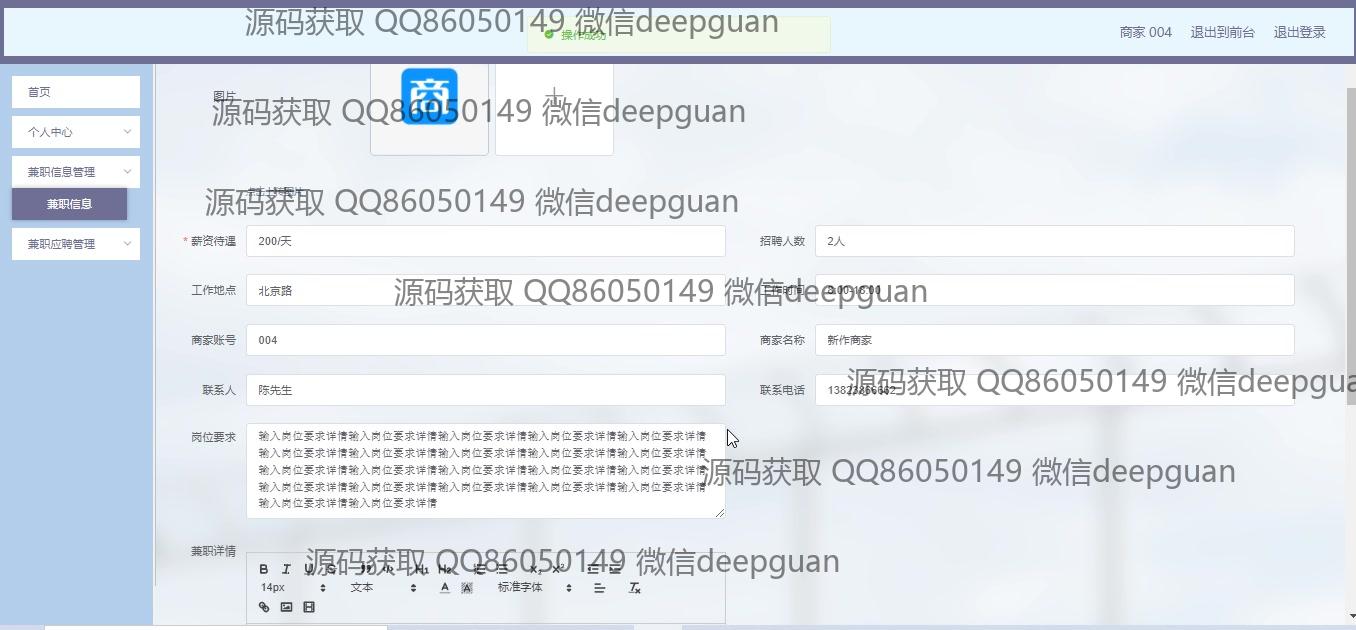 源码获取 QQ86050149 微信deepguan
操作成功
商家 004 退出到前台 退出登录
首页
个人中心
兼职信息管理
兼职信息
兼职应聘管理
图片
商
源码获取 QQ86050149 微信deepguan
点击上传图片
源码获取 QQ86050149 微信deepguan
* 薪资待遇 200/天 招聘人数 2人
工作地点 北京路 工作时间 8:00-18:00
源码获取 QQ86050149 微信deepguan
商家账号 004 商家名称 新作商家
源码获取 QQ86050149 微信deepgua
联系人 陈先生 联系电话
岗位要求 输入岗位要求详情输入岗位要求详情输入岗位要求详情输入岗位要求详情输入岗位要求详情
输入岗位要求详情输入岗位要求详情输入岗位要求详情输入岗位要求详情输入岗位要求详情
输入岗位要求详情输入岗位要求详情输入岗位要求详情输入岗位要求详情输入岗位要求详情
输入岗位要求详情输入岗位要求详情输入岗位要求详情输入岗位要求详情输入岗位要求详情
输入岗位要求详情输入岗位要求详情
源码获取 QQ86050149 微信deepguan
兼职详情
源码获取 QQ86050149 微信deepguan
B I U S H1 H2 X2 X2
14px 文本 A A 标准字体 Tx